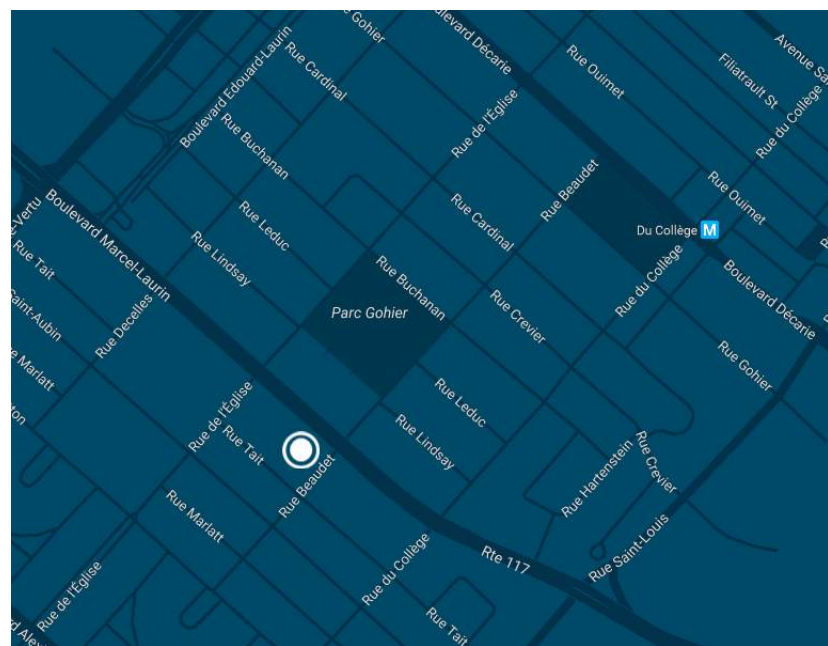 Gohier
Boulevard Décarie
Avenue Sa
Rue Cardinal
Rue Ouimet
Filiatrault St
Boulevard Edouard-Laurin
Rue du Collège
Rue de l'Église
Rue Buchanan
Rue Beaudet
Rue Ouimet
-Vertu
Boulevard Marcel-Laurin
Rue Leduc
Rue Cardinal
Du Collège M
Rue Tait
Rue Lindsay
Rue Buchanan
Rue du Collège
Boulevard Décarie
Saint-Aubin
Rue Decelles
Parc Gohier
Rue Crevier
e Marlatt
Rue Gohier
Rue de l'Église
Rue Leduc
ton
Rue Tait
Rue Lindsay
Rue Beaudet
Rue Hartenstein
Rue Crevier
Rue Marlatt
Rue du Collège
Rte 117
Rue Saint-Louis
Rue de l'Église
Rue Tait